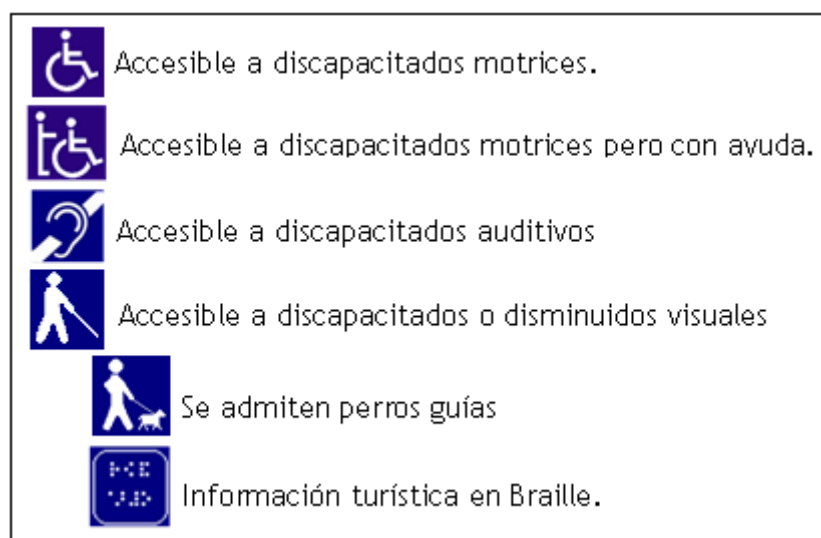 Accesible a discapacitados motrices.
Accesible a discapacitados motrices pero con ayuda.
Accesible a discapacitados auditivos
Accesible a discapacitados o disminuidos visuales
Se admiten perros guías
Información turística en Braille.